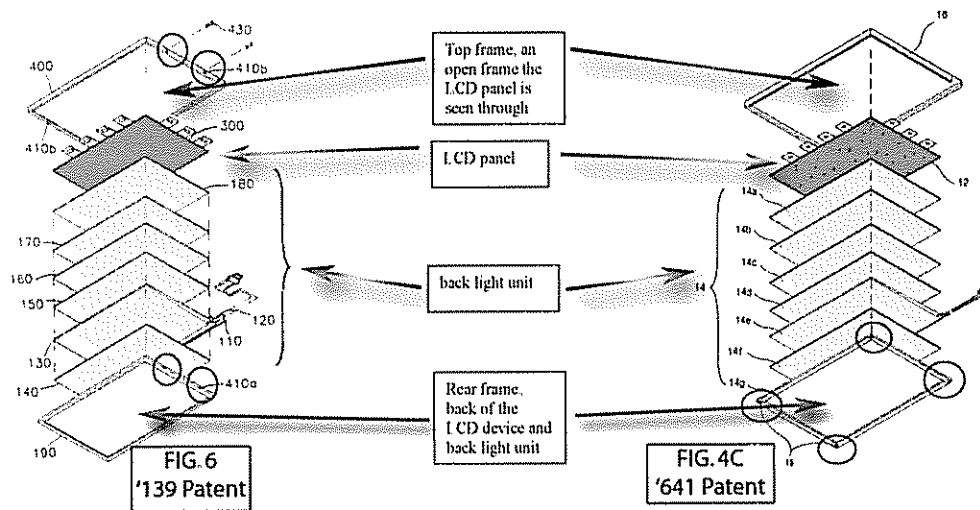 430
410b
400
410b
300
180
170
160
150
120
110
130
140
410a
190
FIG. 6
'139 Patent
Top frame, an
open frame the
LCD panel is
seen through
LCD panel
back light unit
Rear frame,
back of the
LCD device and
back light unit
16
12
14a
14b
14c
14d
14
14e
14f
14g
FIG. 4C
'641 Patent